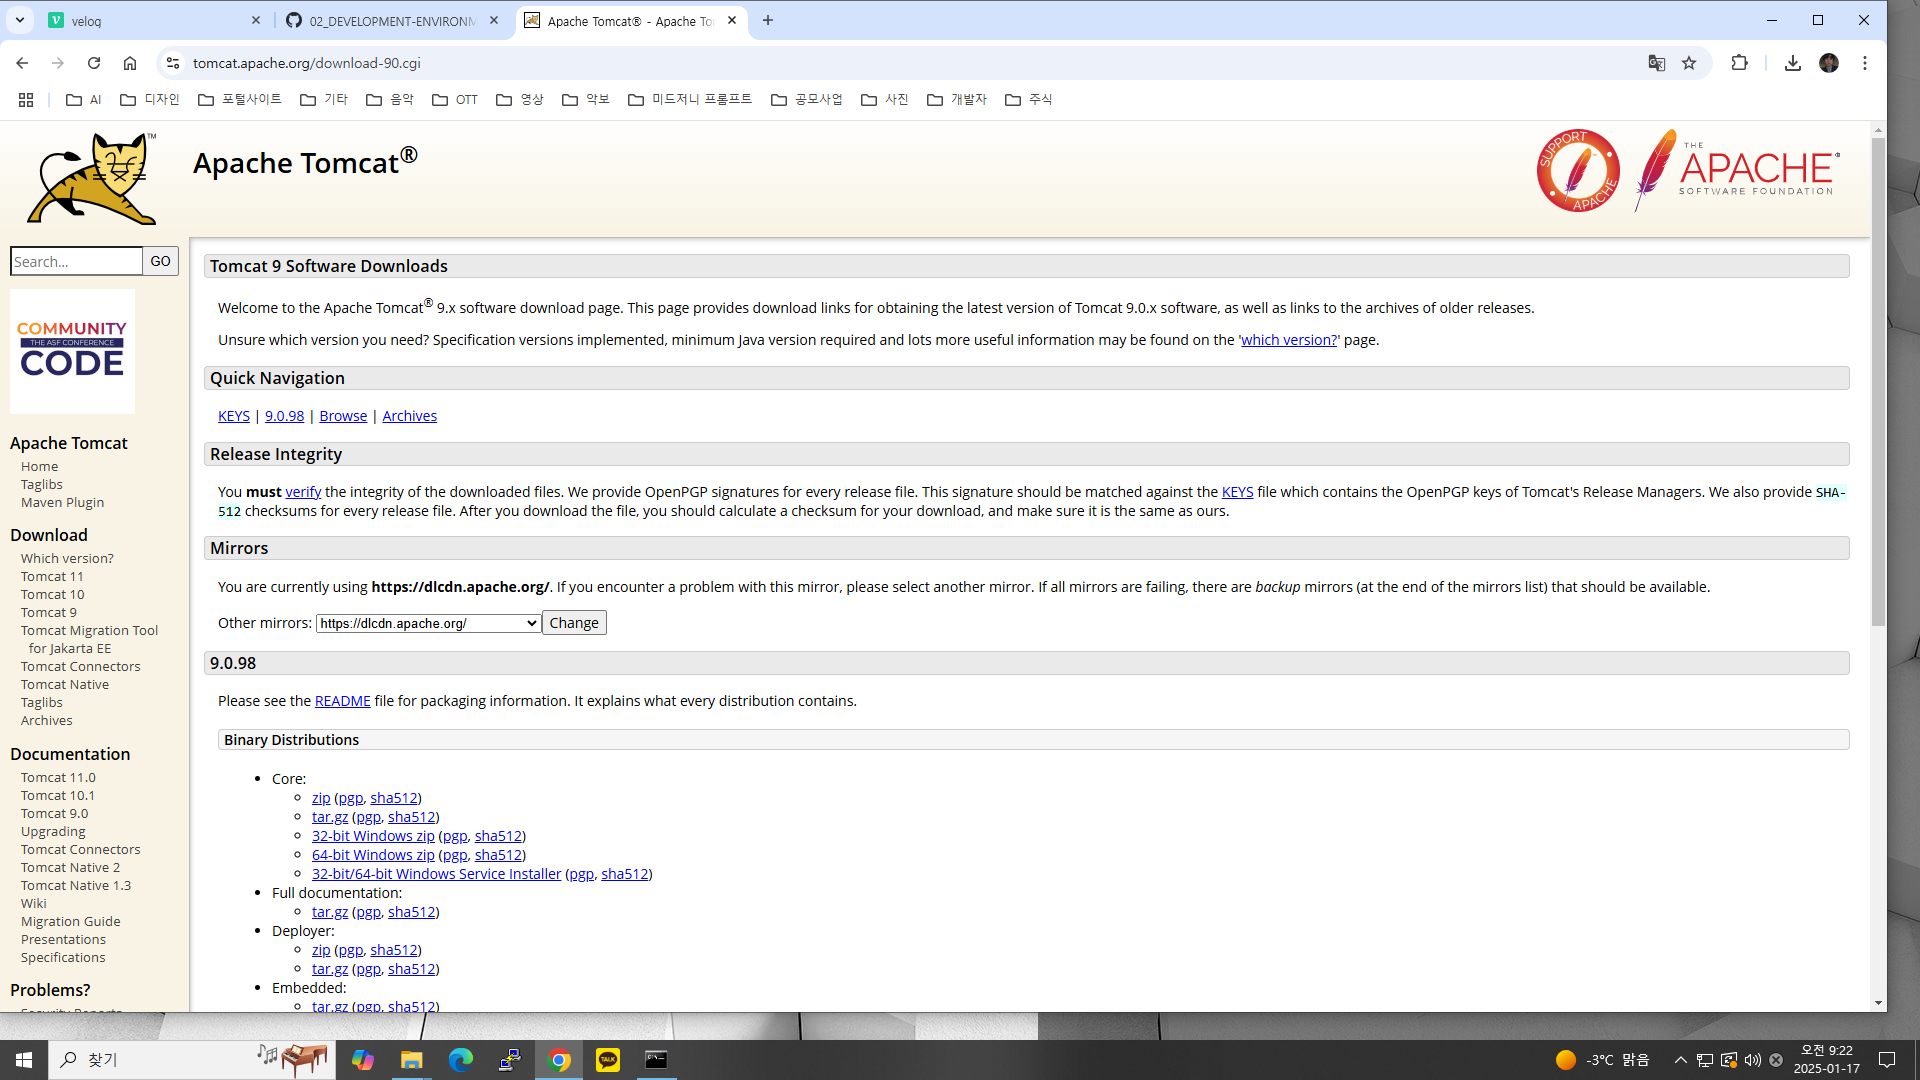 veloq
02_DEVELOPMENT-ENVIRONM
Apache Tomcat® - Apache To
tomcat.apache.org/download-90.cgi
AI
디자인
포털사이트
기타
음악
OTT
영상
악보
미드저니 프롬프트
공모사업
사진
개발자
주식
TM
Apache Tomcat®
SUPPORT
APACHE
THE
APACHE®
SOFTWARE FOUNDATION
Search...
GO
COMMUNITY
THE ASF CONFERENCE
CODE
Apache Tomcat
Home
Taglibs
Maven Plugin
Download
Which version?
Tomcat 11
Tomcat 10
Tomcat 9
Tomcat Migration Tool
for Jakarta EE
Tomcat Connectors
Tomcat Native
Taglibs
Archives
Documentation
Tomcat 11.0
Tomcat 10.1
Tomcat 9.0
Upgrading
Tomcat Connectors
Tomcat Native 2
Tomcat Native 1.3
Wiki
Migration Guide
Presentations
Specifications
Problems?
Security Reports
Tomcat 9 Software Downloads
Welcome to the Apache Tomcat® 9.x software download page. This page provides download links for obtaining the latest version of Tomcat 9.0.x software, as well as links to the archives of older releases.
Unsure which version you need? Specification versions implemented, minimum Java version required and lots more useful information may be found on the 'which version?' page.
Quick Navigation
KEYS | 9.0.98 | Browse | Archives
Release Integrity
You must verify the integrity of the downloaded files. We provide OpenPGP signatures for every release file. This signature should be matched against the KEYS file which contains the OpenPGP keys of Tomcat's Release Managers. We also provide SHA-
512 checksums for every release file. After you download the file, you should calculate a checksum for your download, and make sure it is the same as ours.
Mirrors
You are currently using https://dlcdn.apache.org/. If you encounter a problem with this mirror, please select another mirror. If all mirrors are failing, there are backup mirrors (at the end of the mirrors list) that should be available.
Other mirrors: https://dlcdn.apache.org/ Change
9.0.98
Please see the README file for packaging information. It explains what every distribution contains.
Binary Distributions
Core:
zip (pgp, sha512)
tar.gz (pgp, sha512)
32-bit Windows zip (pgp, sha512)
64-bit Windows zip (pgp, sha512)
32-bit/64-bit Windows Service Installer (pgp, sha512)
Full documentation:
tar.gz (pgp, sha512)
Deployer:
zip (pgp, sha512)
tar.gz (pgp, sha512)
Embedded:
tar.gz (pgp, sha512)
찾기
TALK
-3°C 맑음
오전 9:22
2025-01-17